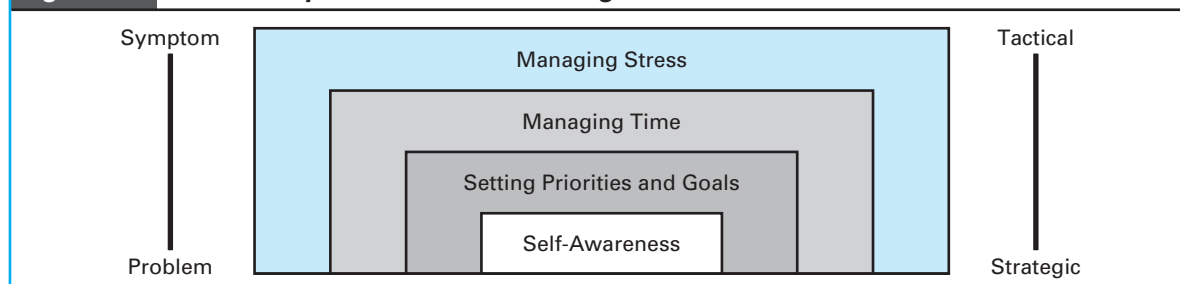 Symptom
Tactical
Managing Stress
Managing Time
Setting Priorities and Goals
Self-Awareness
Problem
Strategic